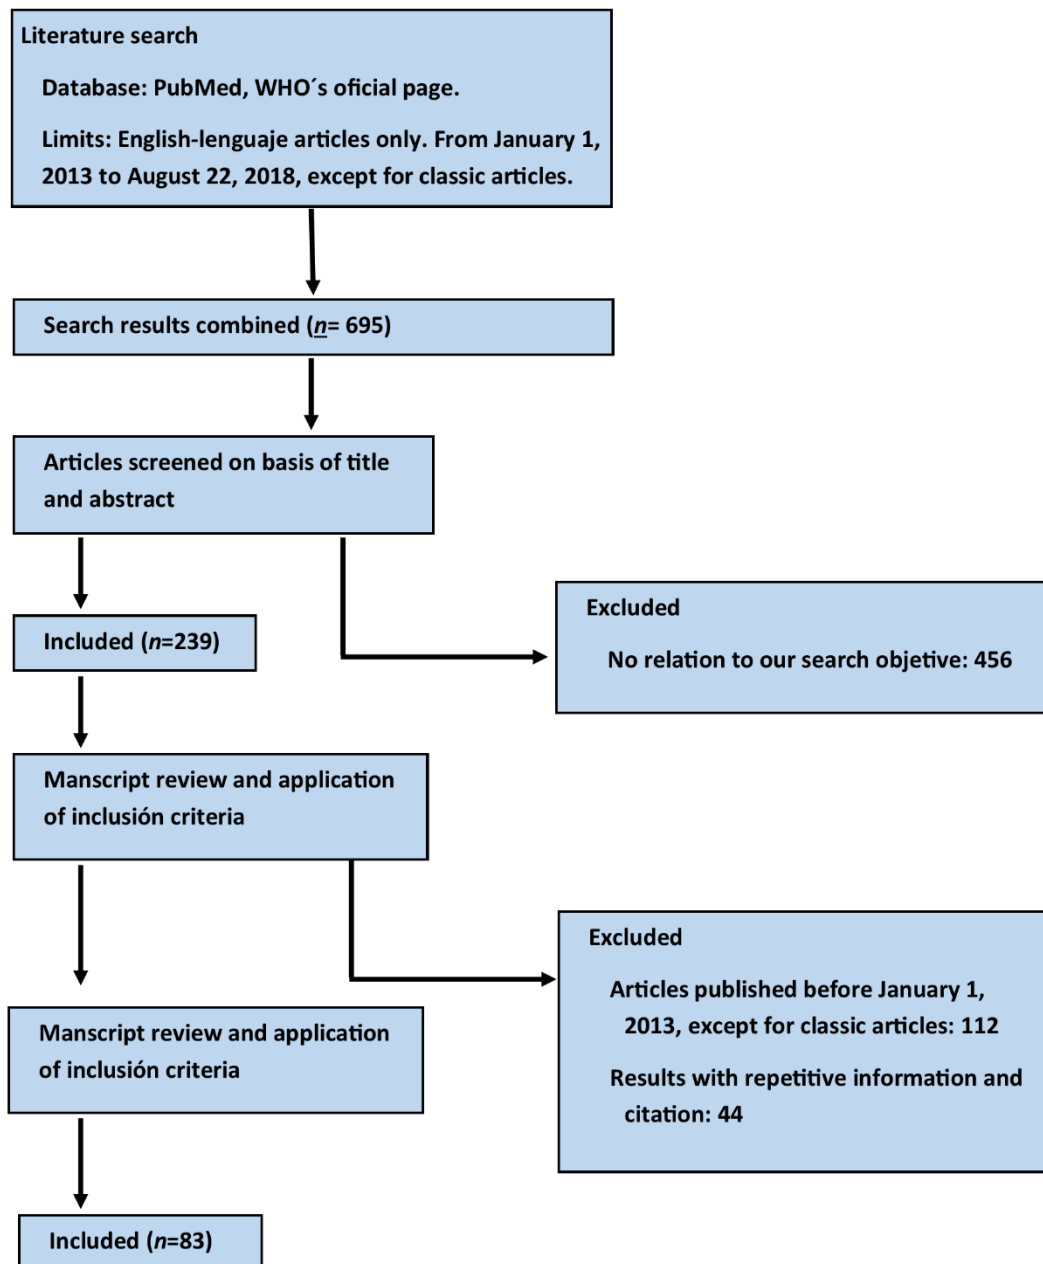 Literature search
Database: PubMed, WHO´s oficial page.
Limits: English-lenguaje articles only. From January 1,
2013 to August 22, 2018, except for classic articles.
Search results combined (n= 695)
Articles screened on basis of title
and abstract
Included (n=239)
Excluded
No relation to our search objetive: 456
Manscript review and application
of inclusión criteria
Excluded
Articles published before January 1,
2013, except for classic articles: 112
Results with repetitive information and
citation: 44
Manscript review and application
of inclusión criteria
Included (n=83)